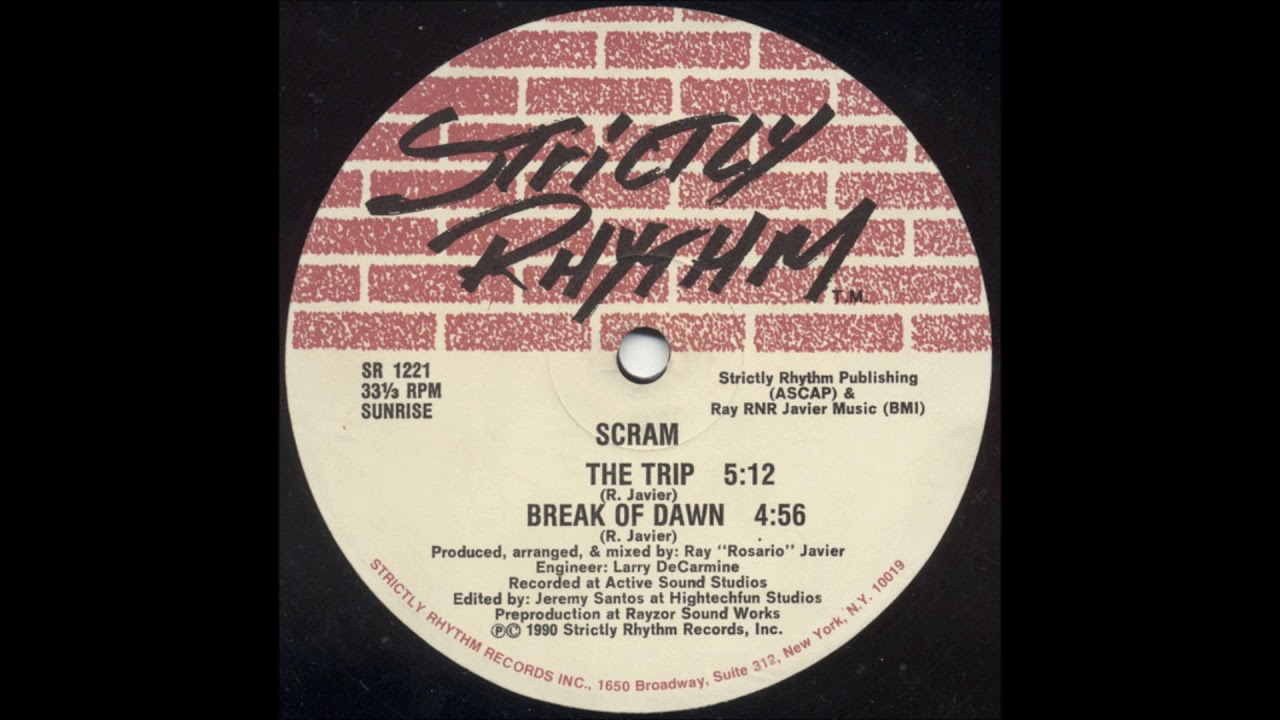 Strictly
Rhythm
T.M.
SR 1221
33⅓ RPM
SUNRISE
Strictly Rhythm Publishing
(ASCAP) &
Ray RNR Javier Music (BMI)
SCRAM
THE TRIP 5:12
(R. Javier)
BREAK OF DAWN 4:56
(R. Javier)
Produced, arranged, & mixed by: Ray "Rosario" Javier
Engineer: Larry DeCarmine
Recorded at Active Sound Studios
Edited by: Jeremy Santos at Hightechfun Studios
Preproduction at Rayzor Sound Works
℗© 1990 Strictly Rhythm Records, Inc.
STRICTLY RHYTHM RECORDS INC., 1650 Broadway, Suite 312, New York, N.Y. 10019